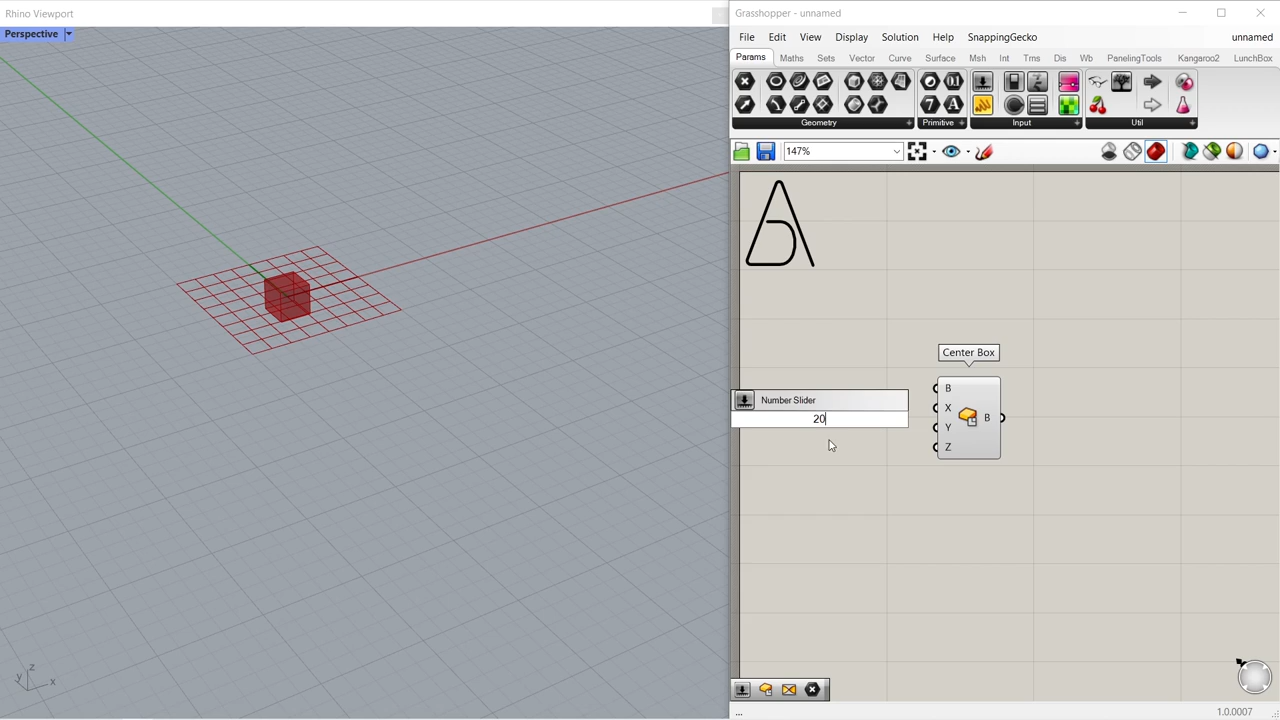 Rhino Viewport
Perspective
z
y
x
Grasshopper - unnamed
File Edit View Display Solution Help SnappingGecko unnamed
Params Maths Sets Vector Curve Surface Msh Int Trns Dis Wb PanelingTools Kangaroo2 LunchBox
Geometry Primitive Input Util
147%
Center Box
B
X
Y
Z
B
Number Slider
20
...
1.0.0007